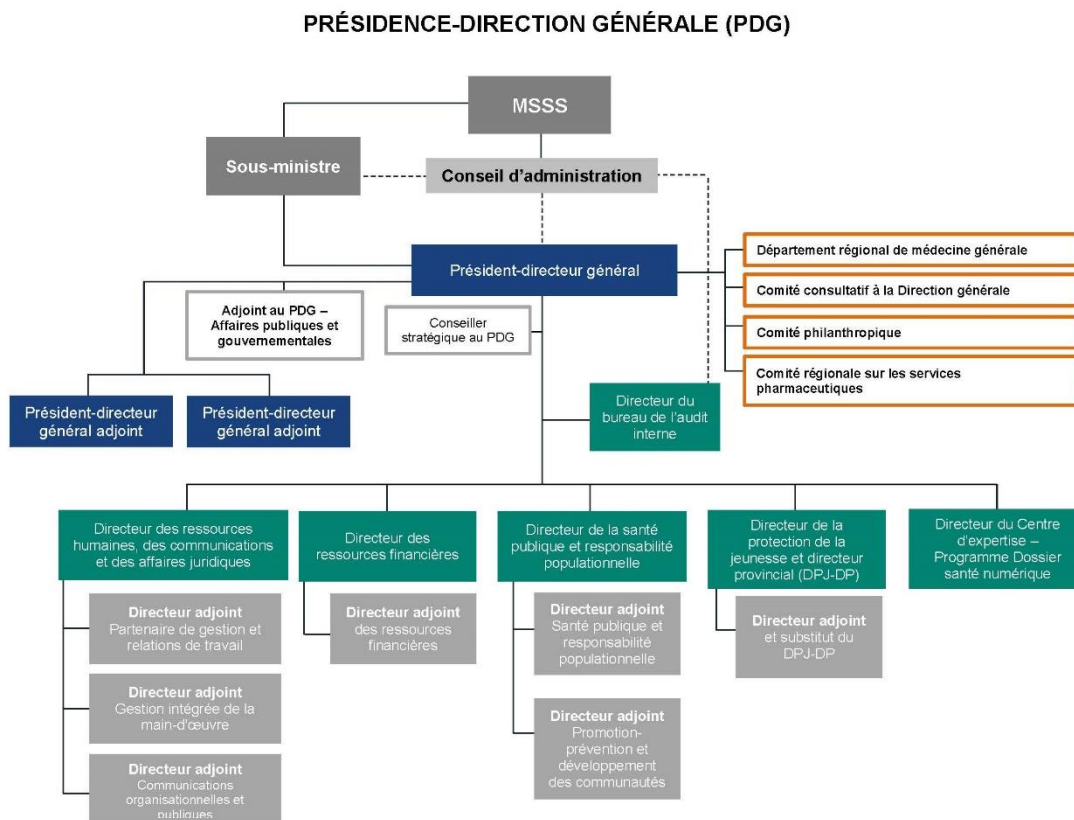 PRÉSIDENCE-DIRECTION GÉNÉRALE (PDG)
MSSS
Sous-ministre
Conseil d'administration
Président-directeur général
Département régional de médecine générale
Comité consultatif à la Direction générale
Comité philanthropique
Comité régionale sur les services
pharmaceutiques
Adjoint au PDG –
Affaires publiques et
gouvernementales
Conseiller
stratégique au PDG
Président-directeur
général adjoint
Président-directeur
général adjoint
Directeur du
bureau de l'audit
interne
Directeur des ressources
humaines, des communications
et des affaires juridiques
Directeur adjoint
Partenaire de gestion et
relations de travail
Directeur adjoint
Gestion intégrée de la
main-d'œuvre
Directeur adjoint
Communications
organisationnelles et
publiques
Directeur des
ressources financières
Directeur adjoint
des ressources
financières
Directeur de la santé
publique et responsabilité
populationnelle
Directeur adjoint
Santé publique et
responsabilité
populationnelle
Directeur adjoint
Promotion-
prévention et
développement
des communautés
Directeur de la
protection de la
jeunesse et directeur
provincial (DPJ-DP)
Directeur adjoint
et substitut du
DPJ-DP
Directeur du Centre
d'expertise –
Programme Dossier
santé numérique